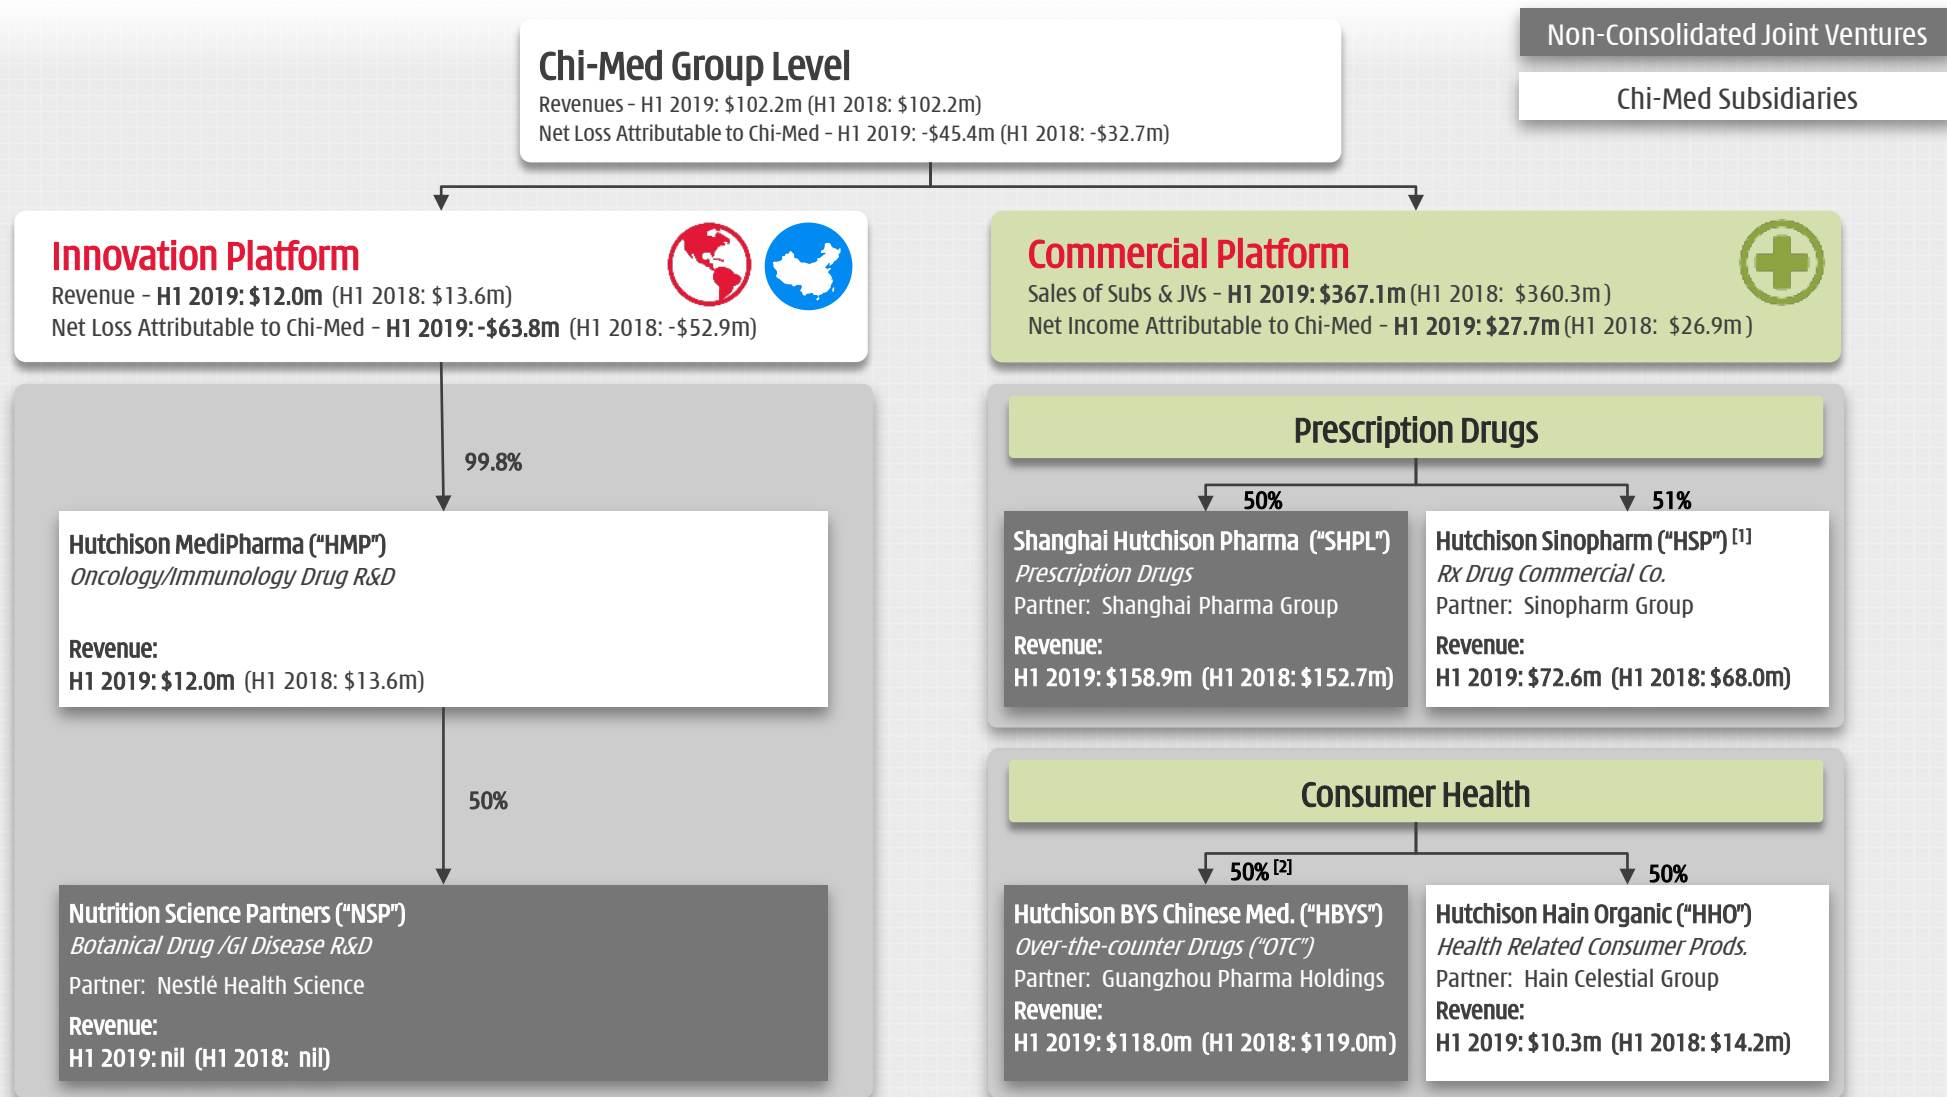 Non-Consolidated Joint Ventures
Chi-Med Subsidiaries
Chi-Med Group Level
Revenues – H1 2019: $102.2m (H1 2018: $102.2m)
Net Loss Attributable to Chi-Med – H1 2019: -$45.4m (H1 2018: -$32.7m)
Innovation Platform
Revenue – H1 2019: $12.0m (H1 2018: $13.6m)
Net Loss Attributable to Chi-Med – H1 2019: -$63.8m (H1 2018: -$52.9m)
Commercial Platform
Sales of Subs & JVs – H1 2019: $367.1m (H1 2018: $360.3m)
Net Income Attributable to Chi-Med – H1 2019: $27.7m (H1 2018: $26.9m)
99.8%
Hutchison MediPharma (“HMP”)
Oncology/Immunology Drug R&D
Revenue:
H1 2019: $12.0m (H1 2018: $13.6m)
50%
Nutrition Science Partners (“NSP”)
Botanical Drug /GI Disease R&D
Partner: Nestlé Health Science
Revenue:
H1 2019: nil (H1 2018: nil)
Prescription Drugs
50%
Shanghai Hutchison Pharma (“SHPL”)
Prescription Drugs
Partner: Shanghai Pharma Group
Revenue:
H1 2019: $158.9m (H1 2018: $152.7m)
51%
Hutchison Sinopharm (“HSP”) [1]
Rx Drug Commercial Co.
Partner: Sinopharm Group
Revenue:
H1 2019: $72.6m (H1 2018: $68.0m)
Consumer Health
50% [2]
Hutchison BYS Chinese Med. (“HBYS”)
Over-the-counter Drugs (“OTC”)
Partner: Guangzhou Pharma Holdings
Revenue:
H1 2019: $118.0m (H1 2018: $119.0m)
50%
Hutchison Hain Organic (“HHO”)
Health Related Consumer Prods.
Partner: Hain Celestial Group
Revenue:
H1 2019: $10.3m (H1 2018: $14.2m)